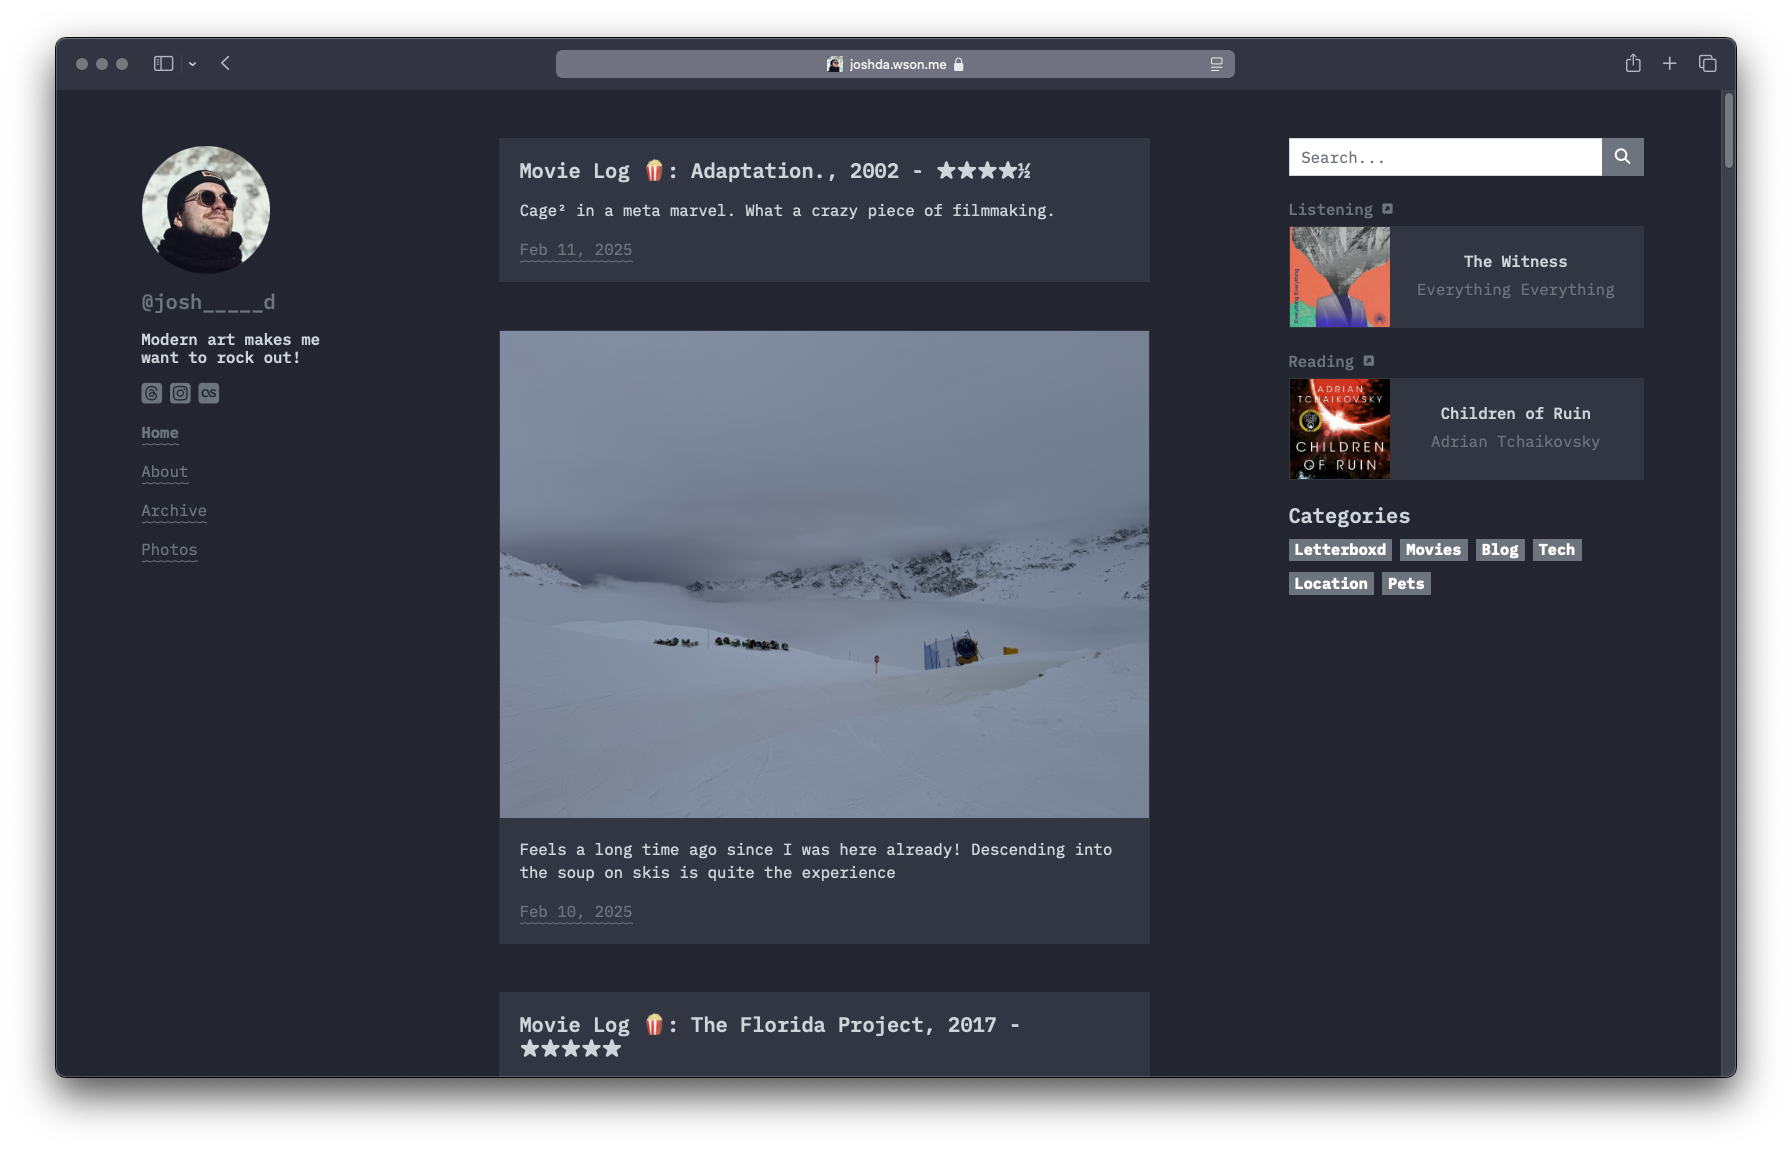 joshda.wson.me
@josh_____d
Modern art makes me
want to rock out!
Home
About
Archive
Photos
Movie Log 🍿: Adaptation., 2002 - ★★★★½
Cage² in a meta marvel. What a crazy piece of filmmaking.
Feb 11, 2025
Feels a long time ago since I was here already! Descending into
the soup on skis is quite the experience
Feb 10, 2025
Movie Log 🍿: The Florida Project, 2017 -
★★★★★
Search...
Listening
Everything Everything
The Witness
Everything Everything
Reading
ADRIAN
TCHAIKOVSKY
CHILDREN
OF RUIN
Children of Ruin
Adrian Tchaikovsky
Categories
Letterboxd Movies Blog Tech
Location Pets